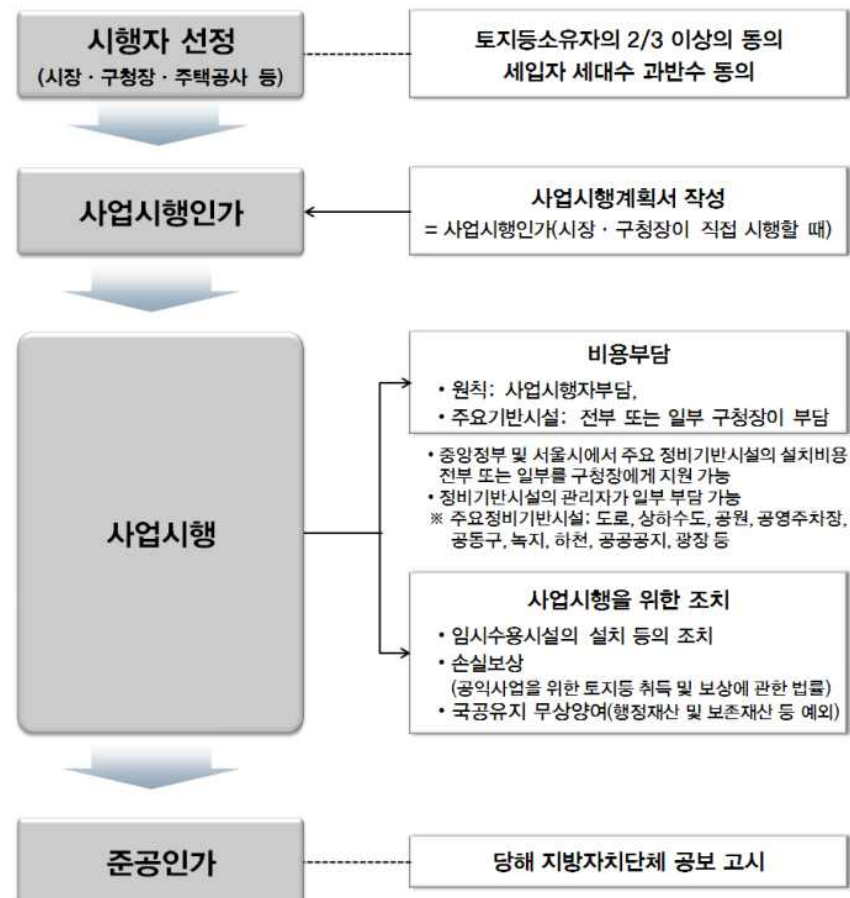 시행자 선정
(시장 · 구청장 · 주택공사 등)
토지등소유자의 2/3 이상의 동의
세입자 세대수 과반수 동의
사업시행인가
사업시행계획서 작성
= 사업시행인가(시장 · 구청장이 직접 시행할 때)
사업시행
비용부담
• 원칙: 사업시행자부담,
• 주요기반시설: 전부 또는 일부 구청장이 부담
• 중앙정부 및 서울시에서 주요 정비기반시설의 설치비용
전부 또는 일부를 구청장에게 지원 가능
• 정비기반시설의 관리자가 일부 부담 가능
※ 주요정비기반시설: 도로, 상하수도, 공원, 공영주차장,
공동구, 녹지, 하천, 공공공지, 광장 등
사업시행을 위한 조치
• 임시수용시설의 설치 등의 조치
• 손실보상
(공익사업을 위한 토지등 취득 및 보상에 관한 법률)
• 국공유지 무상양여(행정재산 및 보존재산 등 예외)
준공인가
당해 지방자치단체 공보 고시